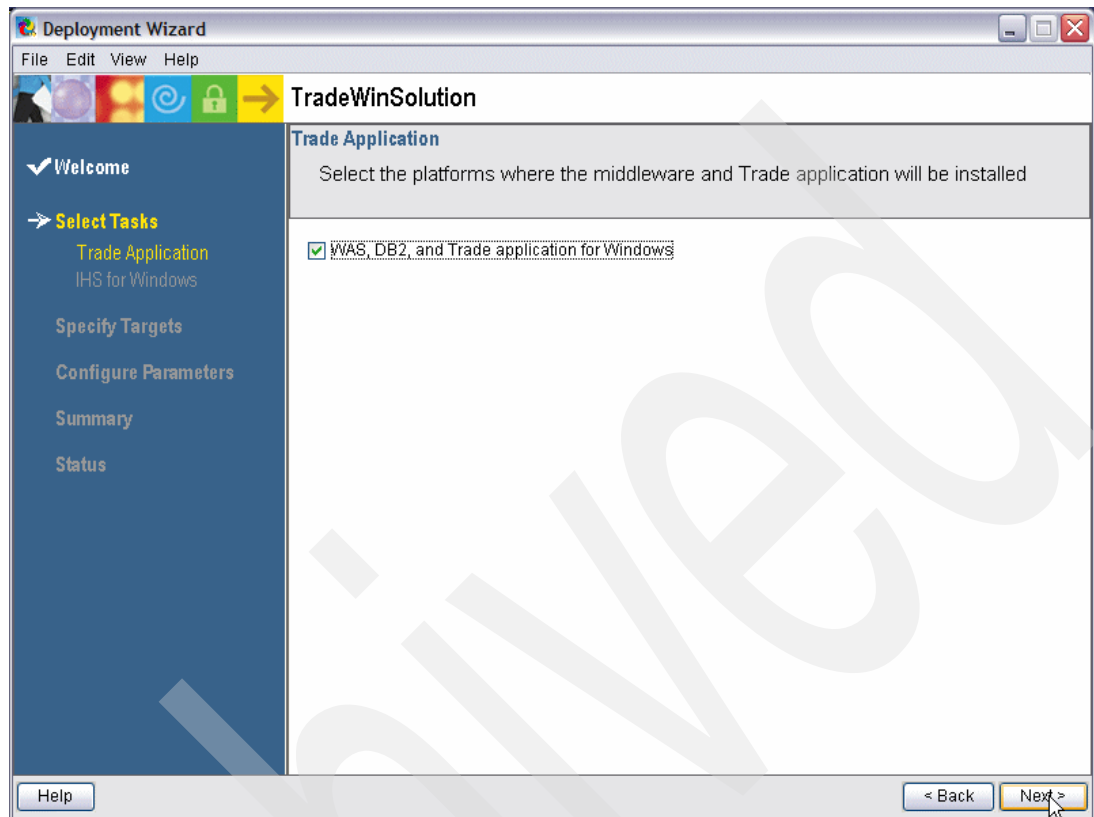 Deployment Wizard
File Edit View Help
TradeWinSolution
Welcome
Select Tasks
Trade Application
IHS for Windows
Specify Targets
Configure Parameters
Summary
Status
Trade Application
Select the platforms where the middleware and Trade application will be installed
WAS, DB2, and Trade application for Windows
Help
< Back
Next >